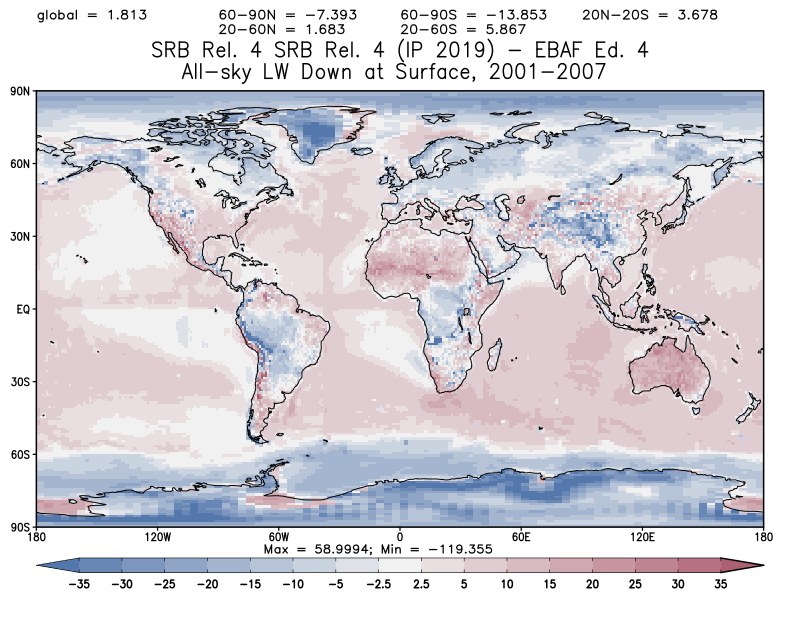 global = 1.813 60-90N = -7.393 60-90S = -13.853 20N-20S = 3.678
20-60N = 1.683 20-60S = 5.867
SRB Rel. 4 SRB Rel. 4 (IP 2019) - EBAF Ed. 4
All-sky LW Down at Surface, 2001-2007
90N
60N
30N
EQ
30S
60S
90S
180 120W 60W 0 60E 120E 180
Max = 58.9994; Min = -119.355
-35 -30 -25 -20 -15 -10 -5 -2.5 2.5 5 10 15 20 25 30 35